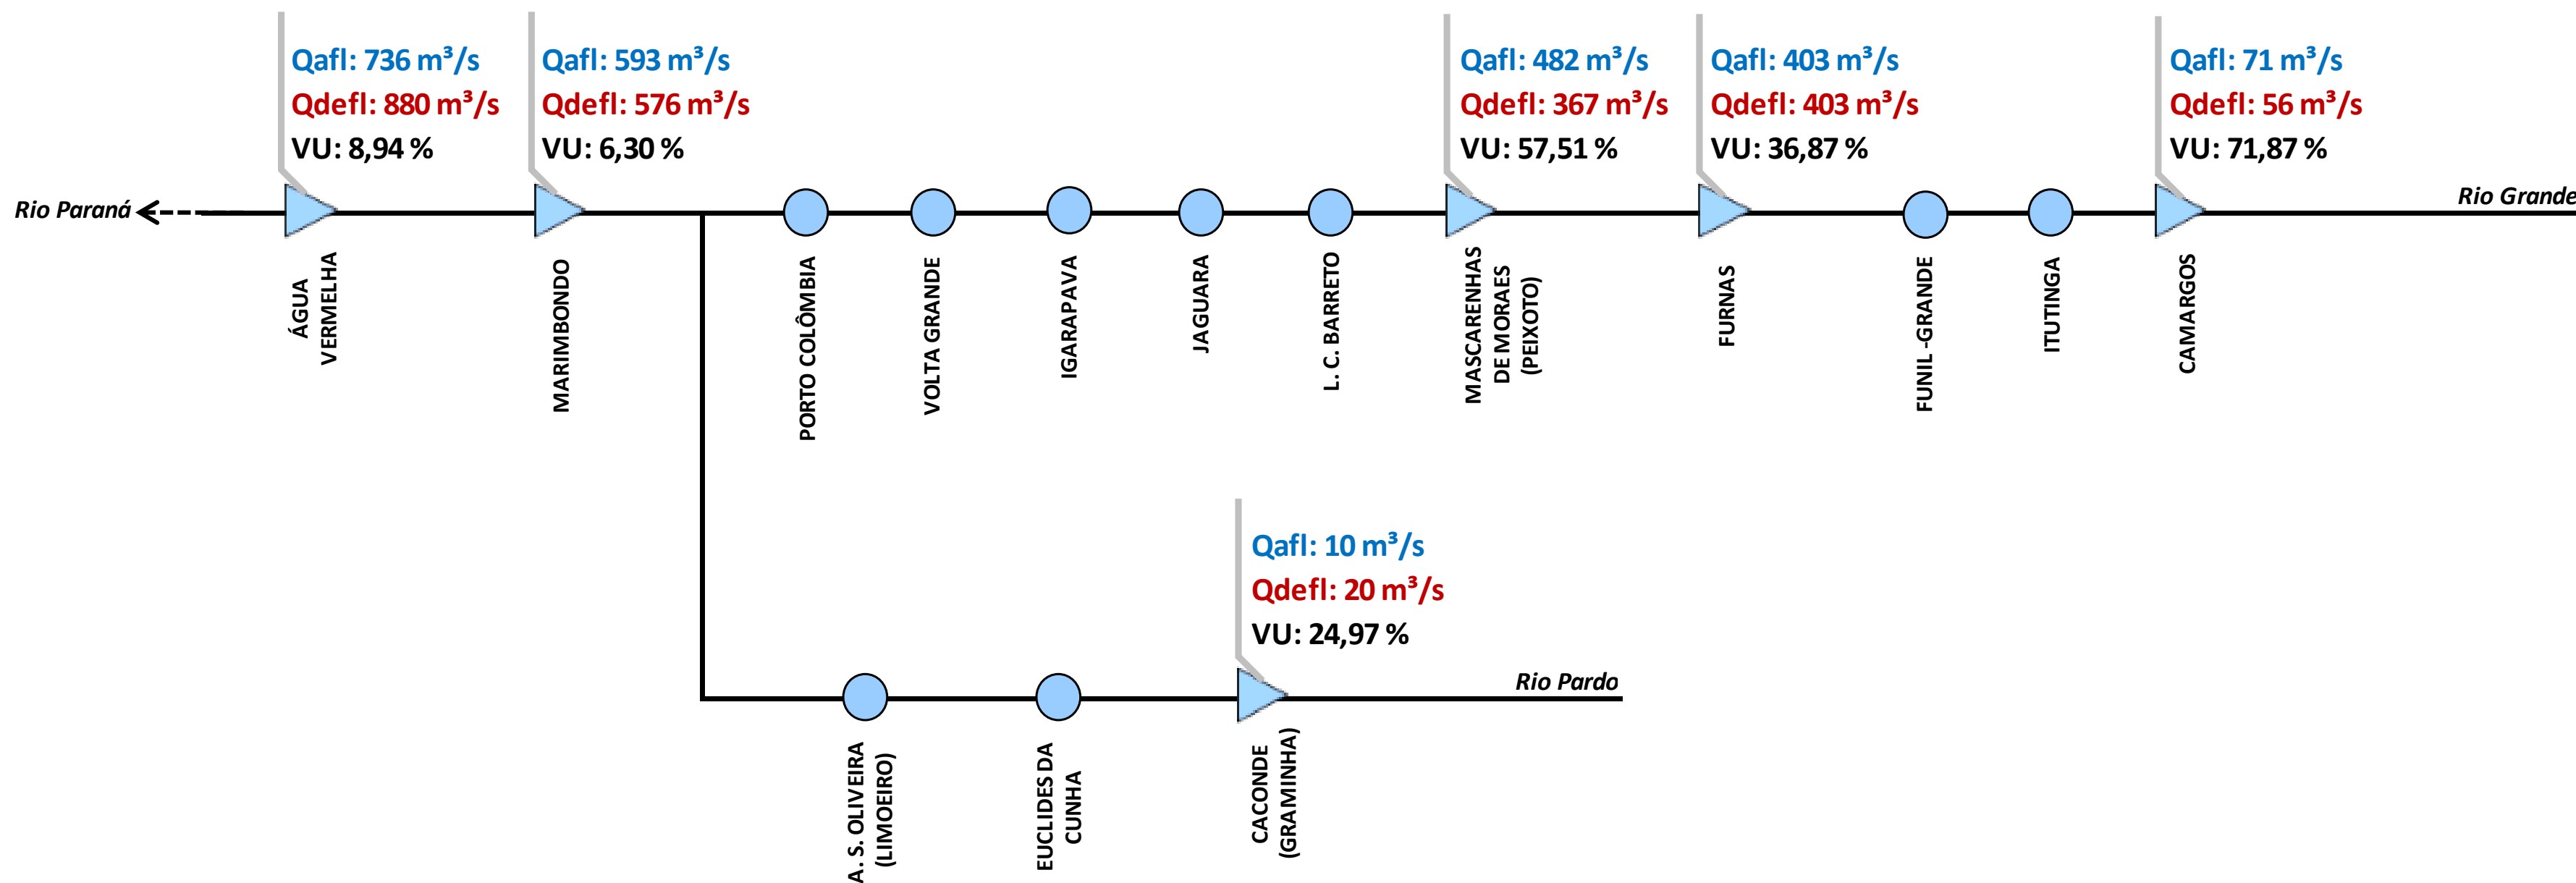 Qafl: 736 m³/s
Qdefl: 880 m³/s
VU: 8,94 %
Qafl: 593 m³/s
Qdefl: 576 m³/s
VU: 6,30 %
Qafl: 482 m³/s
Qdefl: 367 m³/s
VU: 57,51 %
Qafl: 403 m³/s
Qdefl: 403 m³/s
VU: 36,87 %
Qafl: 71 m³/s
Qdefl: 56 m³/s
VU: 71,87 %
Rio Paraná
Rio Grande
ÁGUA
VERMELHA
MARIMBONDO
PORTO COLÔMBIA
VOLTA GRANDE
IGARAPAVA
JAGUARA
L. C. BARRETO
MASCARENHAS
DE MORAES
(PEIXOTO)
FURNAS
FUNIL -GRANDE
ITUTINGA
CAMARGOS
Qafl: 10 m³/s
Qdefl: 20 m³/s
VU: 24,97 %
Rio Pardo
A. S. OLIVEIRA
(LIMOEIRO)
EUCLIDES DA
CUNHA
CACONDE
(GRAMINHA)